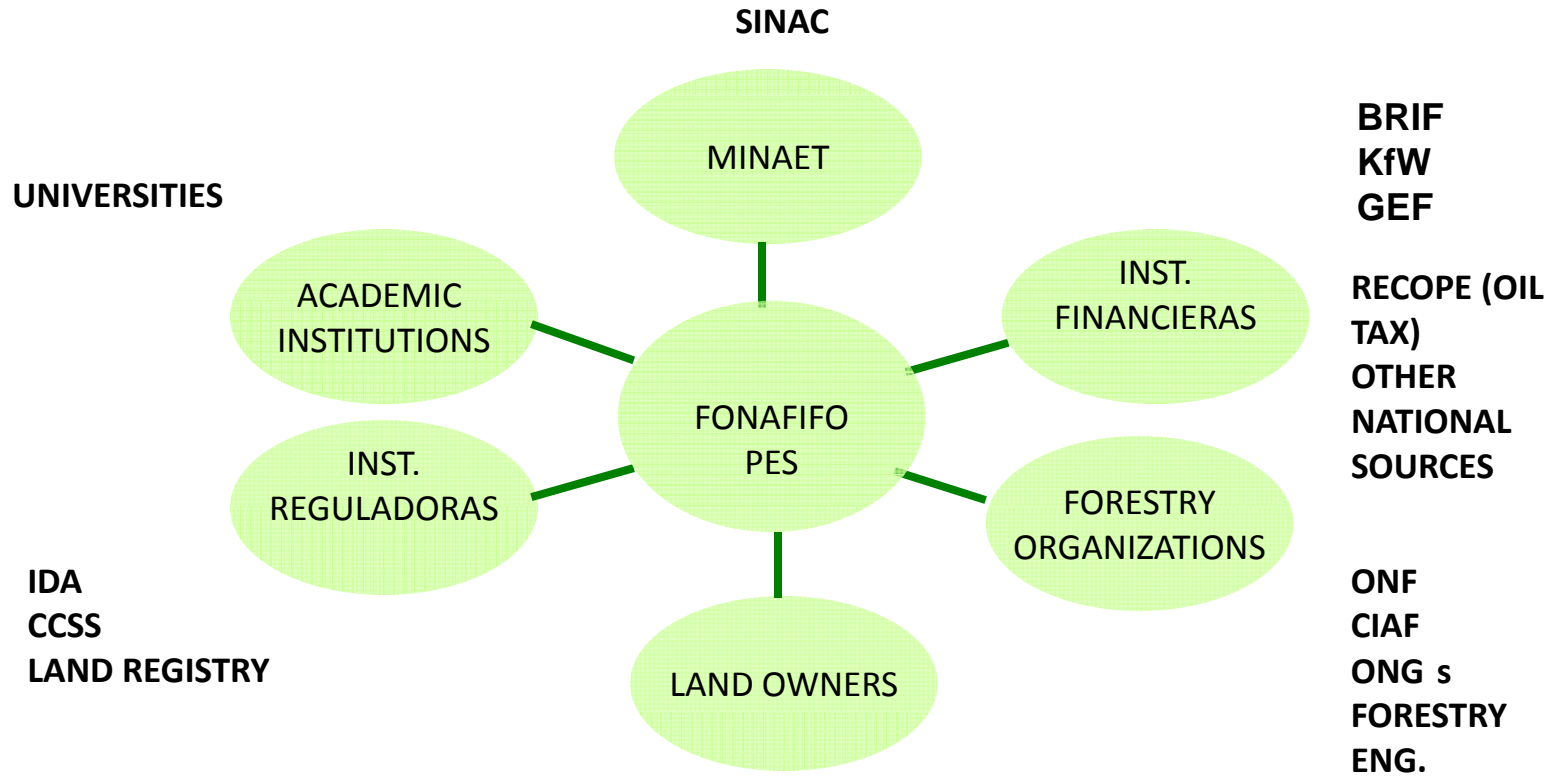 SINAC
MINAET
UNIVERSITIES
ACADEMIC
INSTITUTIONS
INST.
FINANCIERAS
BRIF
KfW
GEF
RECOPE (OIL
TAX)
OTHER
NATIONAL
SOURCES
FONAFIFO
PES
INST.
REGULADORAS
FORESTRY
ORGANIZATIONS
IDA
CCSS
LAND REGISTRY
LAND OWNERS
ONF
CIAF
ONG s
FORESTRY
ENG.